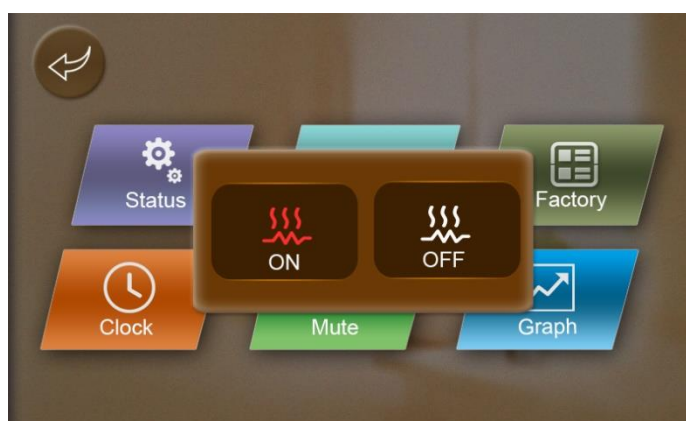 Status
Factory
ON
OFF
Clock
Mute
Graph